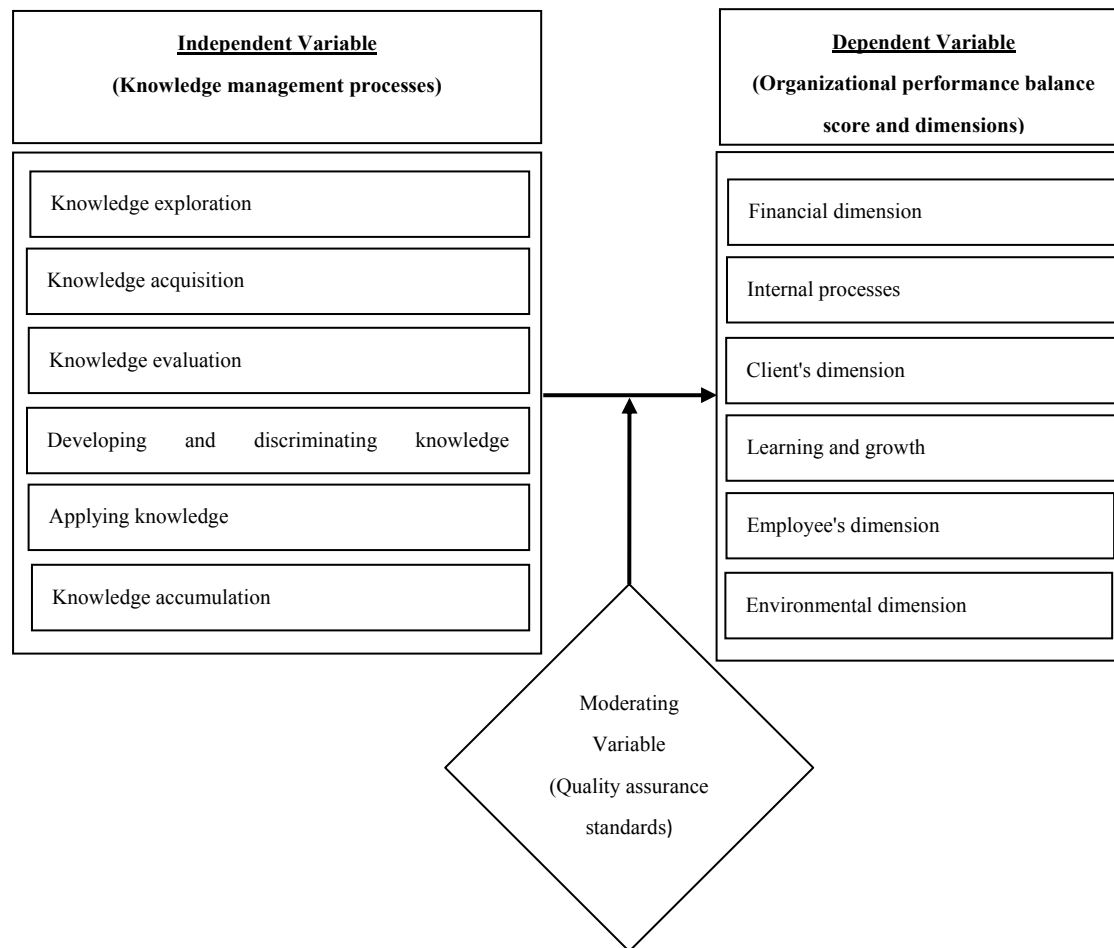 Independent Variable
(Knowledge management processes)
Knowledge exploration
Knowledge acquisition
Knowledge evaluation
Developing and discriminating knowledge
Applying knowledge
Knowledge accumulation
Dependent Variable
(Organizational performance balance
score and dimensions)
Financial dimension
Internal processes
Client's dimension
Learning and growth
Employee's dimension
Environmental dimension
Moderating
Variable
(Quality assurance
standards)